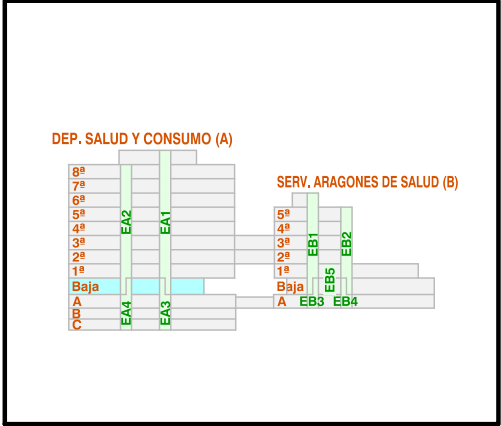 DEP. SALUD Y CONSUMO (A)
8ª
7ª
6ª
5ª
4ª
3ª
2ª
1ª
Baja
A
B
C
EA2
EA1
EA4
EA3
SERV. ARAGONES DE SALUD (B)
5ª
4ª
3ª
2ª
1ª
Baja
A
EB1
EB2
EB5
EB3
EB4